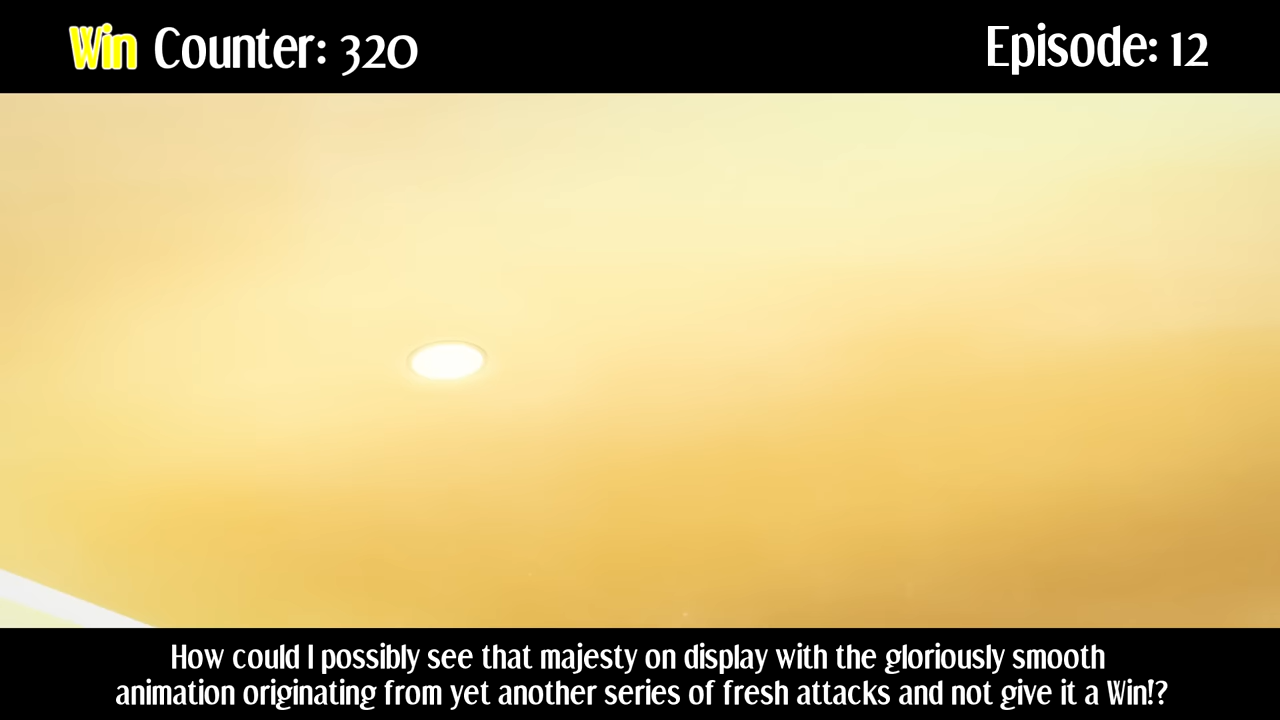 Win Counter: 320
Episode: 12
How could I possibly see that majesty on display with the gloriously smooth
animation originating from yet another series of fresh attacks and not give it a Win!?